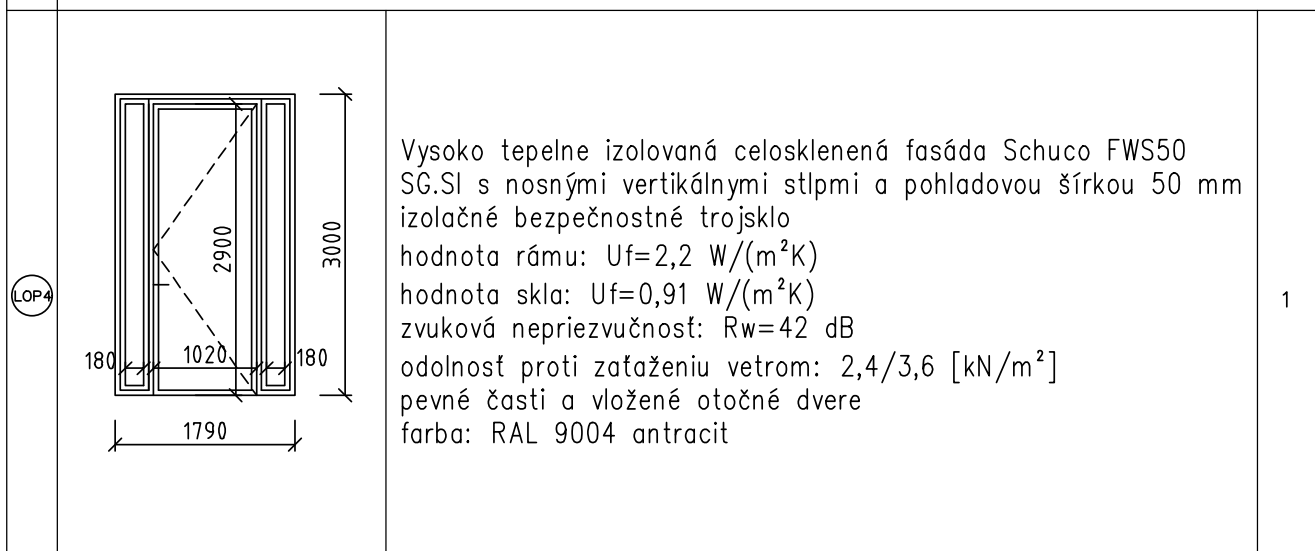 LOP4
2900
3000
180
1020
180
1790
Vysoko tepelne izolovaná celosklenená fasáda Schuco FWS50
SG.SI s nosnými vertikálnymi stlpmi a pohladovou šírkou 50 mm
izolačné bezpečnostné trojsklo
hodnota rámu: Uf=2,2 W/(m²K)
hodnota skla: Uf=0,91 W/(m²K)
zvuková nepriezvučnosť: Rw=42 dB
odolnosť proti zaťaženiu vetrom: 2,4/3,6 [kN/m²]
pevné časti a vložené otočné dvere
farba: RAL 9004 antracit
1